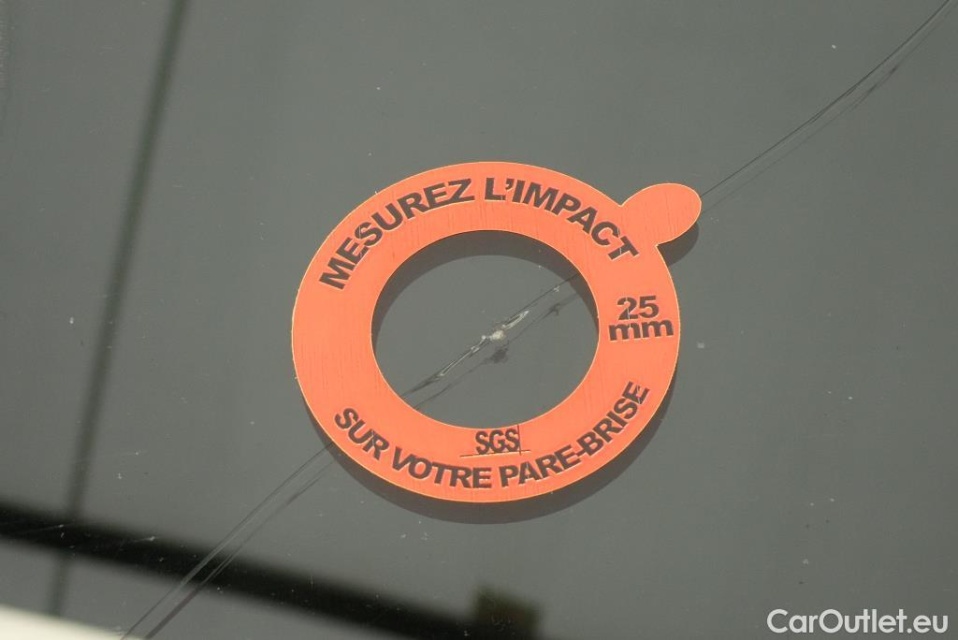 MESUREZ L'IMPACT
25
mm
SGS
SUR VOTRE PARE-BRISE
CarOutlet.eu